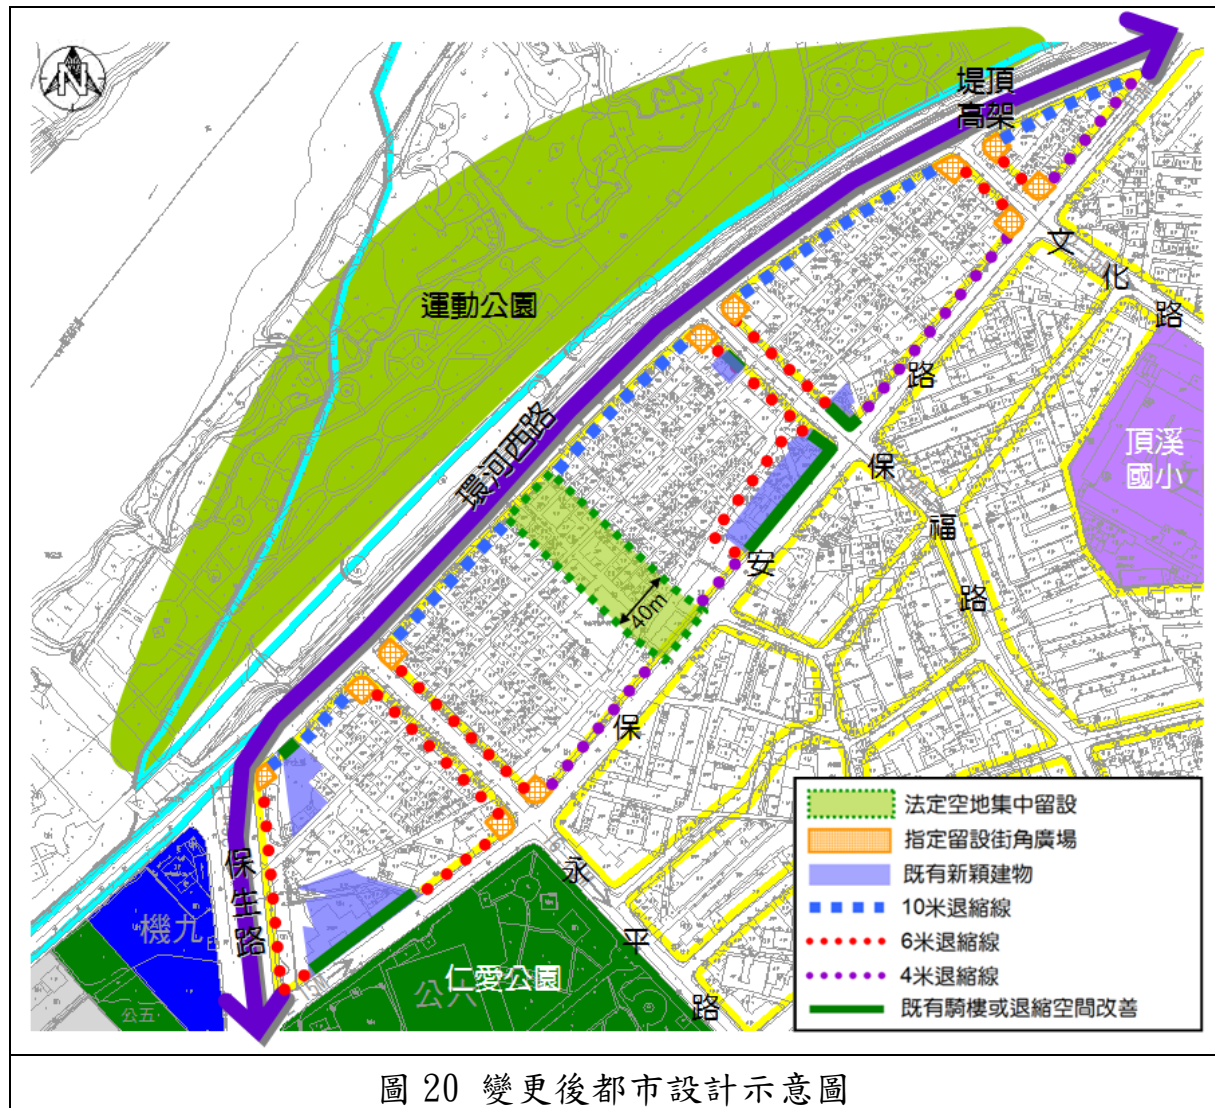 N
堤頂
高架
運動公園
文化路
環河西路
頂溪
國小
保福路
保安路
40m
永平路
保生路
機九
仁愛公園
公六
公五
法定空地集中留設
指定留設街角廣場
既有新穎建物
10米退縮線
6米退縮線
4米退縮線
既有騎樓或退縮空間改善
圖 20 變更後都市設計示意圖